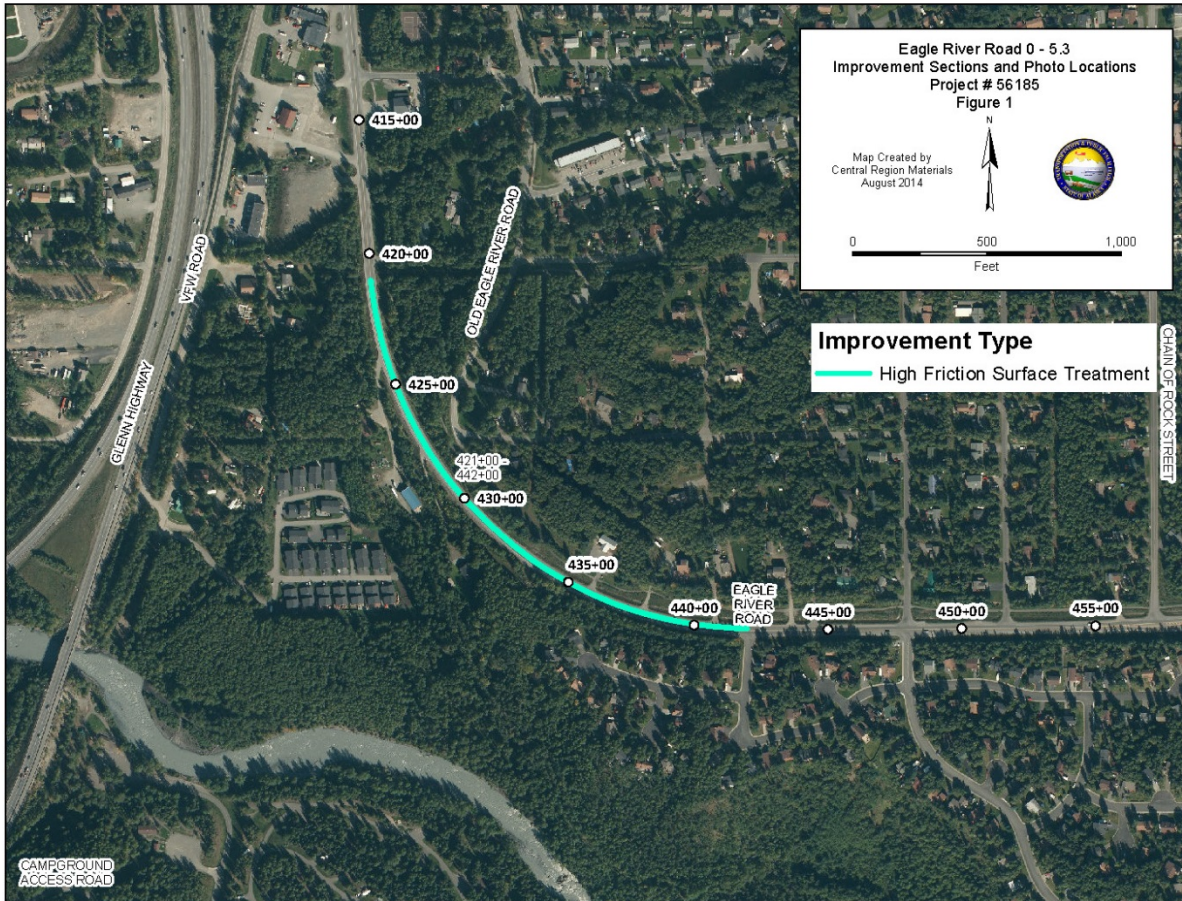 Eagle River Road 0 - 5.3
Improvement Sections and Photo Locations
Project # 56185
Figure 1
N
Map Created by
Central Region Materials
August 2014
0 500 1,000
Feet
Improvement Type
High Friction Surface Treatment
415+00
420+00
425+00
421+00 –
442+00
430+00
435+00
440+00
EAGLE
RIVER
ROAD
445+00
450+00
455+00
OLD EAGLE RIVER ROAD
VFW ROAD
GLENN HIGHWAY
CHAIN OF ROCK STREET
CAMPGROUND
ACCESS ROAD